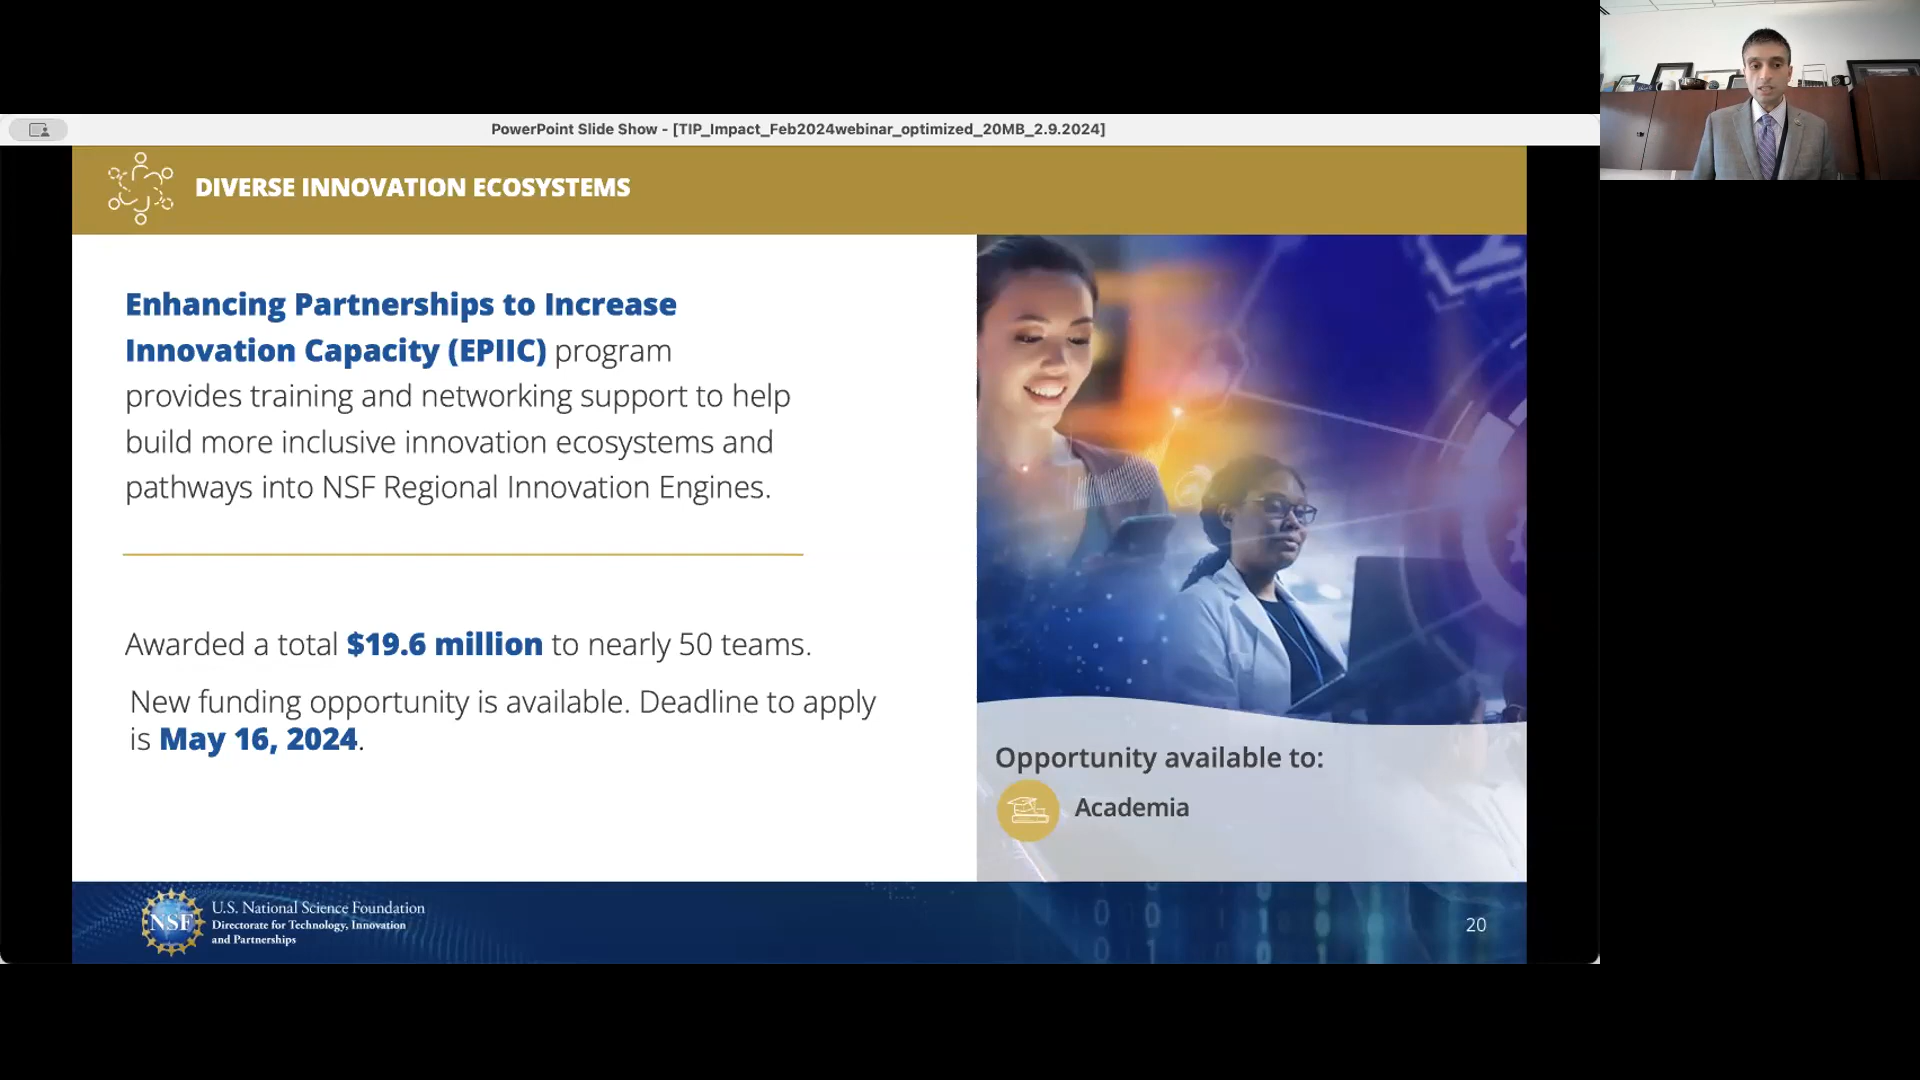 PowerPoint Slide Show - [TIP_Impact_Feb2024webinar_optimized_20MB_2.9.2024]
DIVERSE INNOVATION ECOSYSTEMS
Enhancing Partnerships to Increase
Innovation Capacity (EPIIC) program
provides training and networking support to help
build more inclusive innovation ecosystems and
pathways into NSF Regional Innovation Engines.
Awarded a total $19.6 million to nearly 50 teams.
New funding opportunity is available. Deadline to apply
is May 16, 2024.
Opportunity available to:
Academia
NSF
U.S. National Science Foundation
Directorate for Technology, Innovation
and Partnerships
20